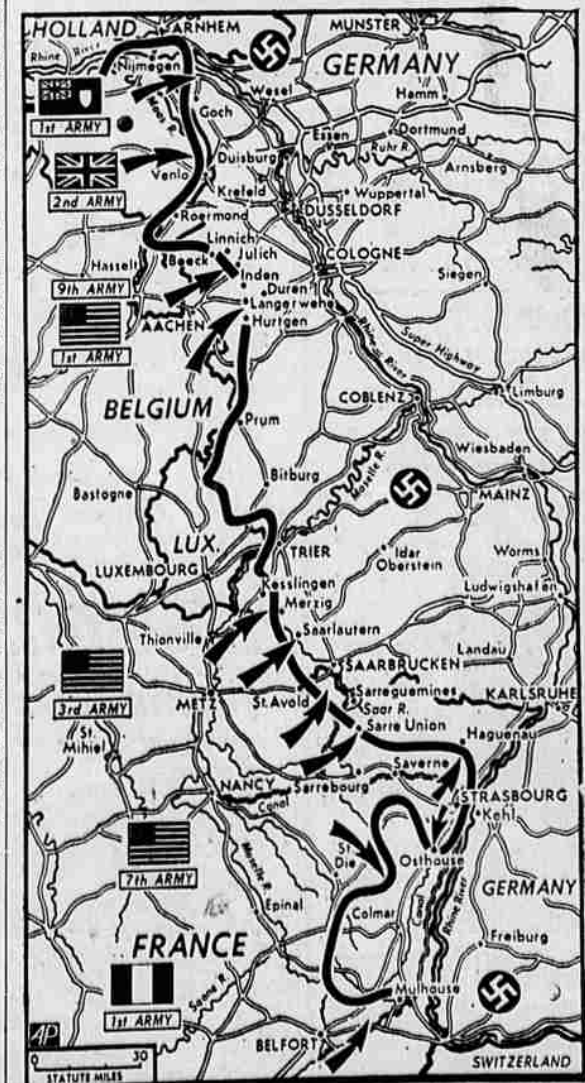 HOLLAND
ARNHEM
MUNSTER
Rhine River
Nijmegen
GERMANY
Maas R.
Goch
Wesel
Hamm
1st ARMY
Essen
Dortmund
Duisburg
Ruhr R.
Arnsberg
2nd ARMY
Venlo
Krefeld
Wuppertal
DUSSELDORF
Roermond
Linnich
Julich
COLOGNE
Hasselt
Beeck
Inden
Siegen
9th ARMY
Duren
Langerwehe
AACHEN
Hurtgen
1st ARMY
Rhine River
Super Highway
BELGIUM
COBLENZ
Limburg
Prum
Wiesbaden
Bitburg
Moselle R.
Bastogne
MAINZ
LUX.
TRIER
Idar
Oberstein
Worms
LUXEMBOURG
Kesslingen
Merzig
Ludwigshafen
Thionville
Saarlautern
SAARBRUCKEN
Landau
METZ
St. Avold
Sarreguemines
Saar R.
KARLSRUHE
3rd ARMY
St.
Mihiel
Sarre Union
Haguenau
Saverne
NANCY
Sarrebourg
STRASBOURG
Canal
Kehl
7th ARMY
St
Die
Osthouse
Moselle R.
GERMANY
Epinal
Colmar
Canal
Rhine River
FRANCE
Freiburg
1st ARMY
Saone R.
Mulhouse
AP
BELFORT
0 30
STATUTE MILES
SWITZERLAND